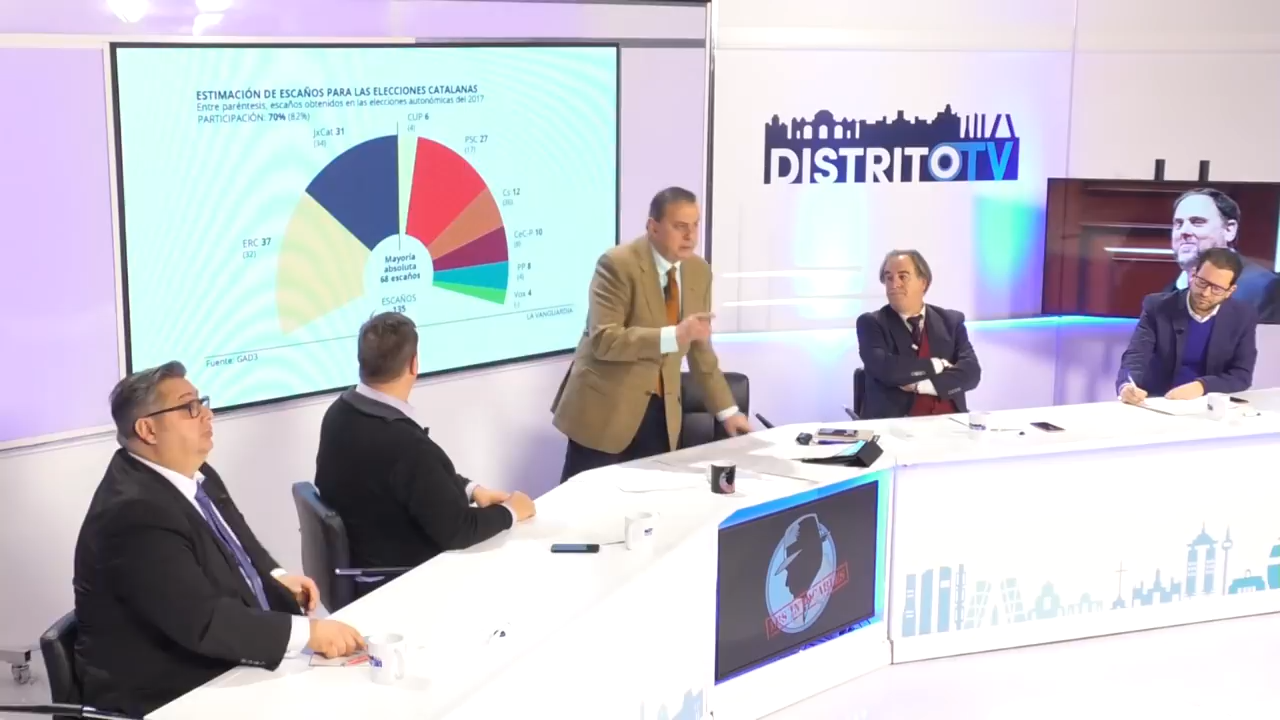 ESTIMACIÓN DE ESCAÑOS PARA LAS ELECCIONES CATALANAS
Entre paréntesis, escaños obtenidos en las elecciones autonómicas del 2017
PARTICIPACIÓN: 70% (82%)
CUP 6
(4)
JxCat 31
(34)
PSC 27
(17)
Cs 12
(36)
ERC 37
(32)
CeC-P 10
(8)
Mayoría
absoluta
68 escaños
PP 8
(4)
Vox 4
(-)
ESCAÑOS
135
LA VANGUARDIA
Fuente: GAD3
DISTRITOTV
MIS INTOCABLES